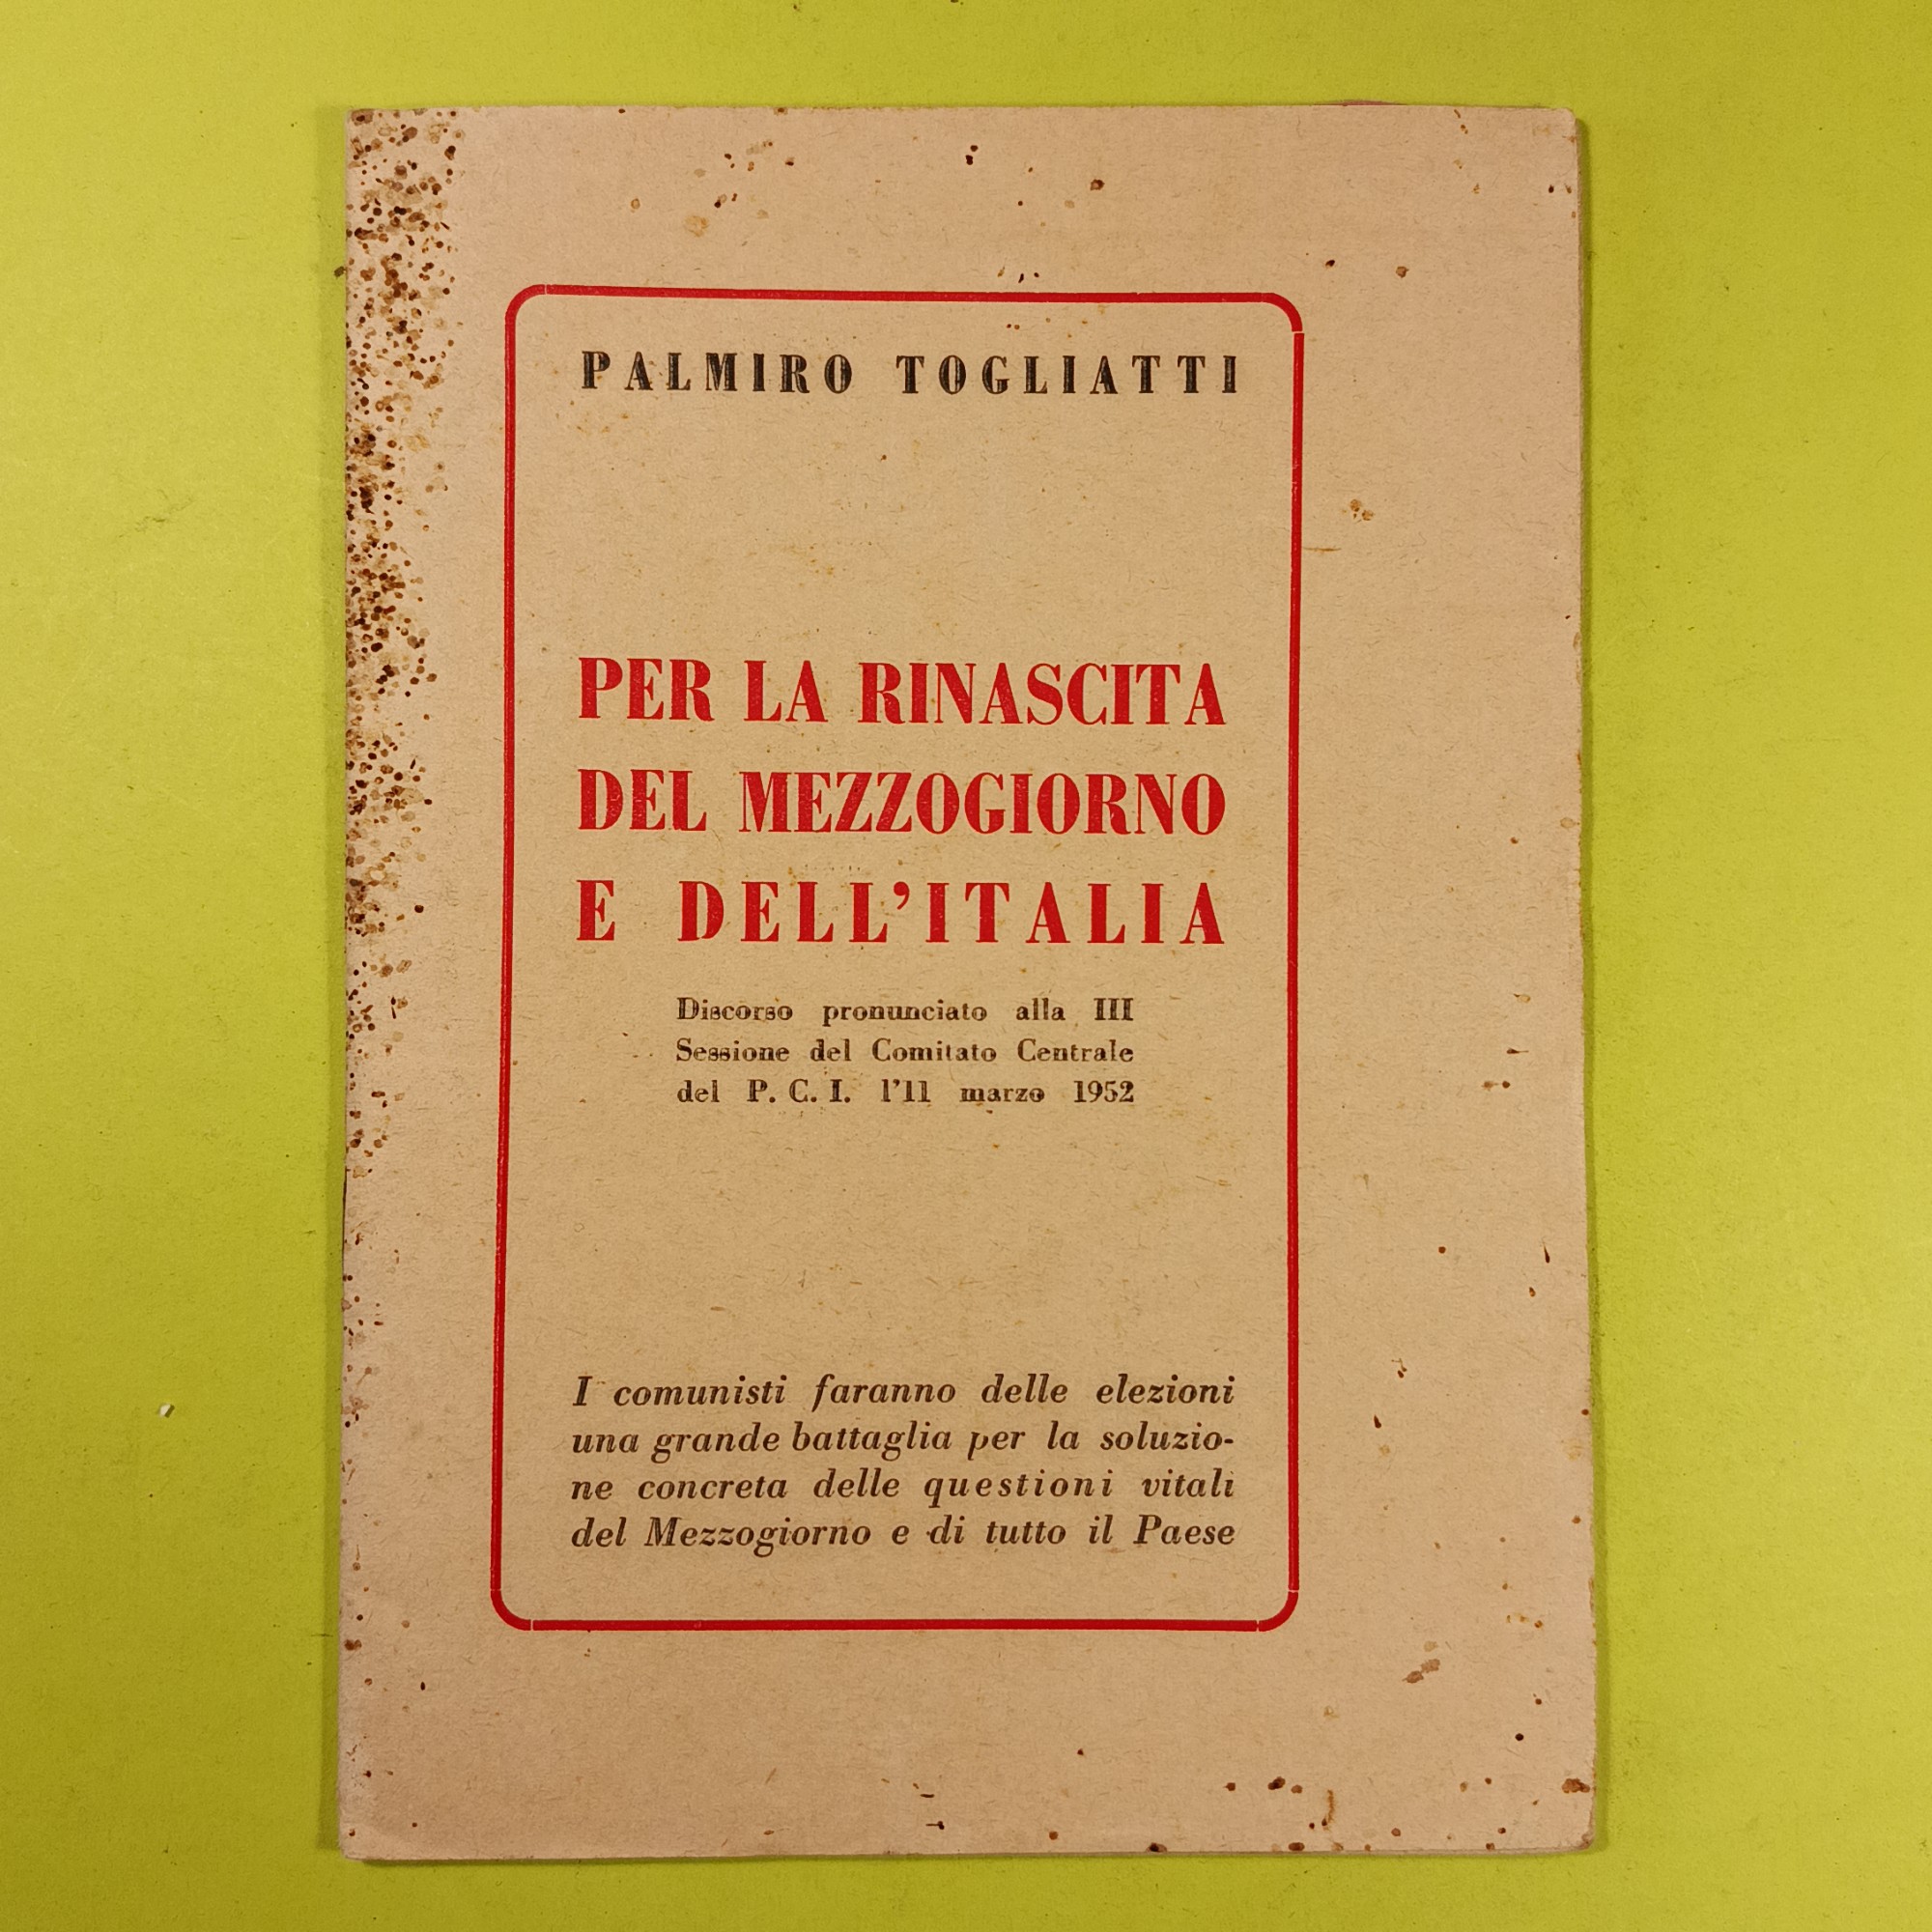 PALMIRO TOGLIATTI
PER LA RINASCITA
DEL MEZZOGIORNO
E DELL'ITALIA
Discorso pronunciato alla III
Sessione del Comitato Centrale
del P. C. I. l'11 marzo 1952
I comunisti faranno delle elezioni
una grande battaglia per la soluzio-
ne concreta delle questioni vitali
del Mezzogiorno e di tutto il Paese